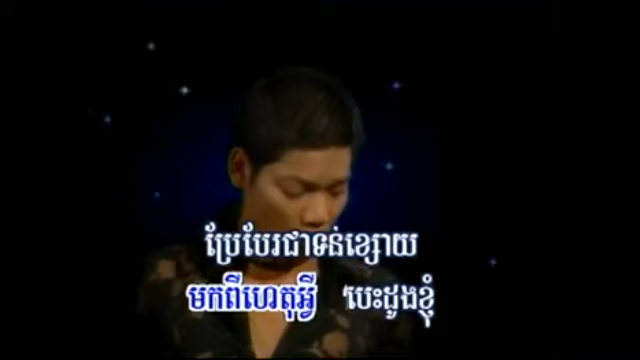 ប្រែបែរជាទន់ខ្សោយ
មកពីហេតុអ្វី បេះដូងខ្ញុំ